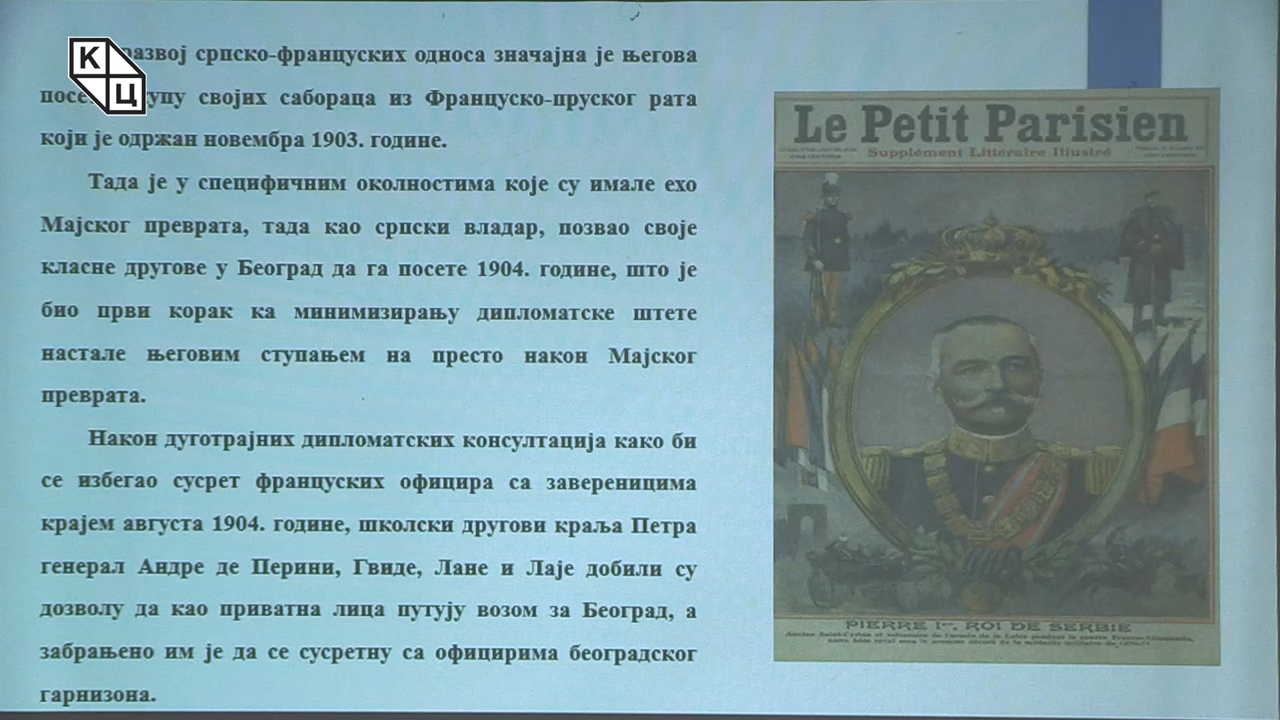 К
Ц
развој српско-француских односа значајна је његова
скупу својих сабораца из Француско-пруског рата
који је одржан новембра 1903. године.
Тада је у специфичним околностима које су имале ехо
Мајског преврата, тада као српски владар, позвао своје
класне другове у Београд да га посете 1904. године, што је
био први корак ка минимизирању дипломатске штете
настале његовим ступањем на престо након Мајског
преврата.
Након дуготрајних дипломатских консултација како би
се избегао сусрет француских официра са завереницима
крајем августа 1904. године, школски другови краља Петра
генерал Андре де Перини, Гвиде, Лане и Лаје добили су
дозволу да као приватна лица путују возом за Београд, а
забрањено им је да се сусретну са официрима београдског
гарнизона.
Le Petit Parisien
Supplément Littéraire Illustré
PIERRE Ier, ROI DE SERBIE